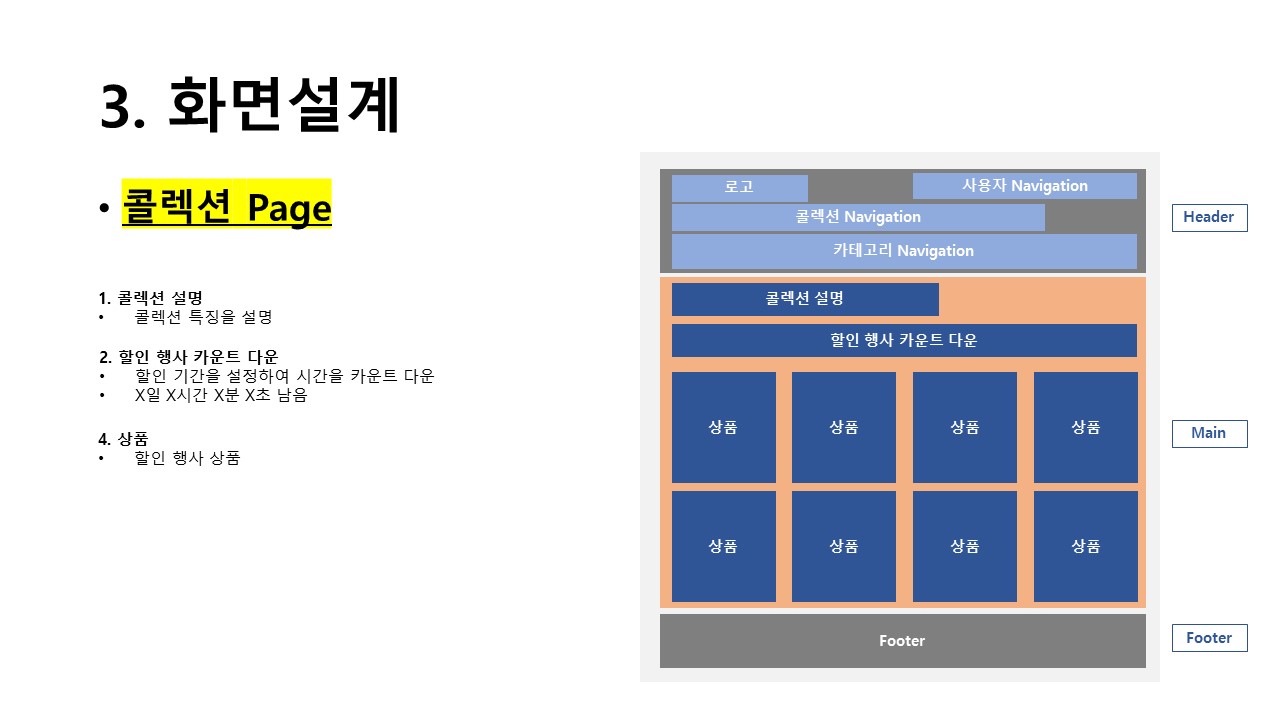 3. 화면설계
• 콜렉션 Page
1. 콜렉션 설명
• 콜렉션 특징을 설명
2. 할인 행사 카운트 다운
• 할인 기간을 설정하여 시간을 카운트 다운
• X일 X시간 X분 X초 남음
4. 상품
• 할인 행사 상품
로고
사용자 Navigation
콜렉션 Navigation
카테고리 Navigation
Header
콜렉션 설명
할인 행사 카운트 다운
상품 상품 상품 상품
Main
상품 상품 상품 상품
Footer
Footer